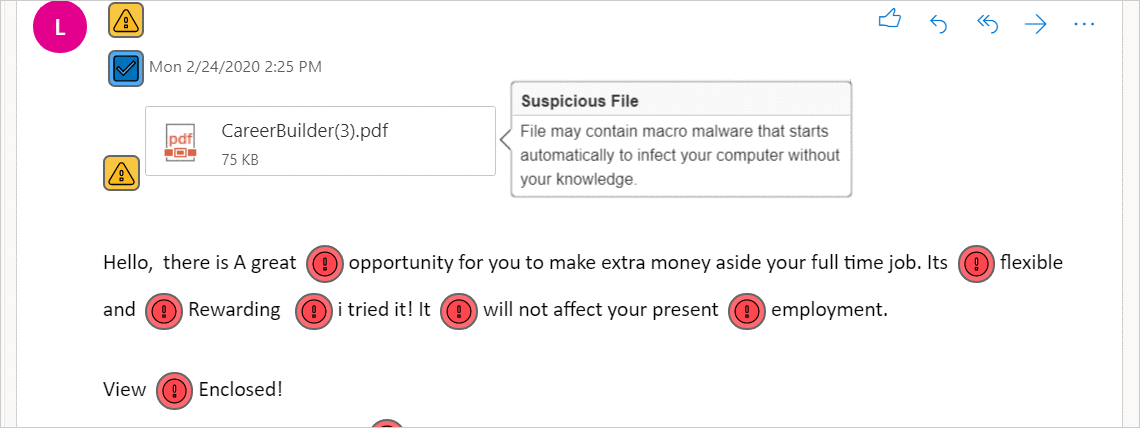 L
Mon 2/24/2020 2:25 PM
pdf
CareerBuilder(3).pdf
75 KB
Suspicious File
File may contain macro malware that starts
automatically to infect your computer without
your knowledge.
Hello,  there is A great opportunity for you to make extra money aside your full time job. Its flexible
and Rewarding i tried it! It will not affect your present employment.
View Enclosed!